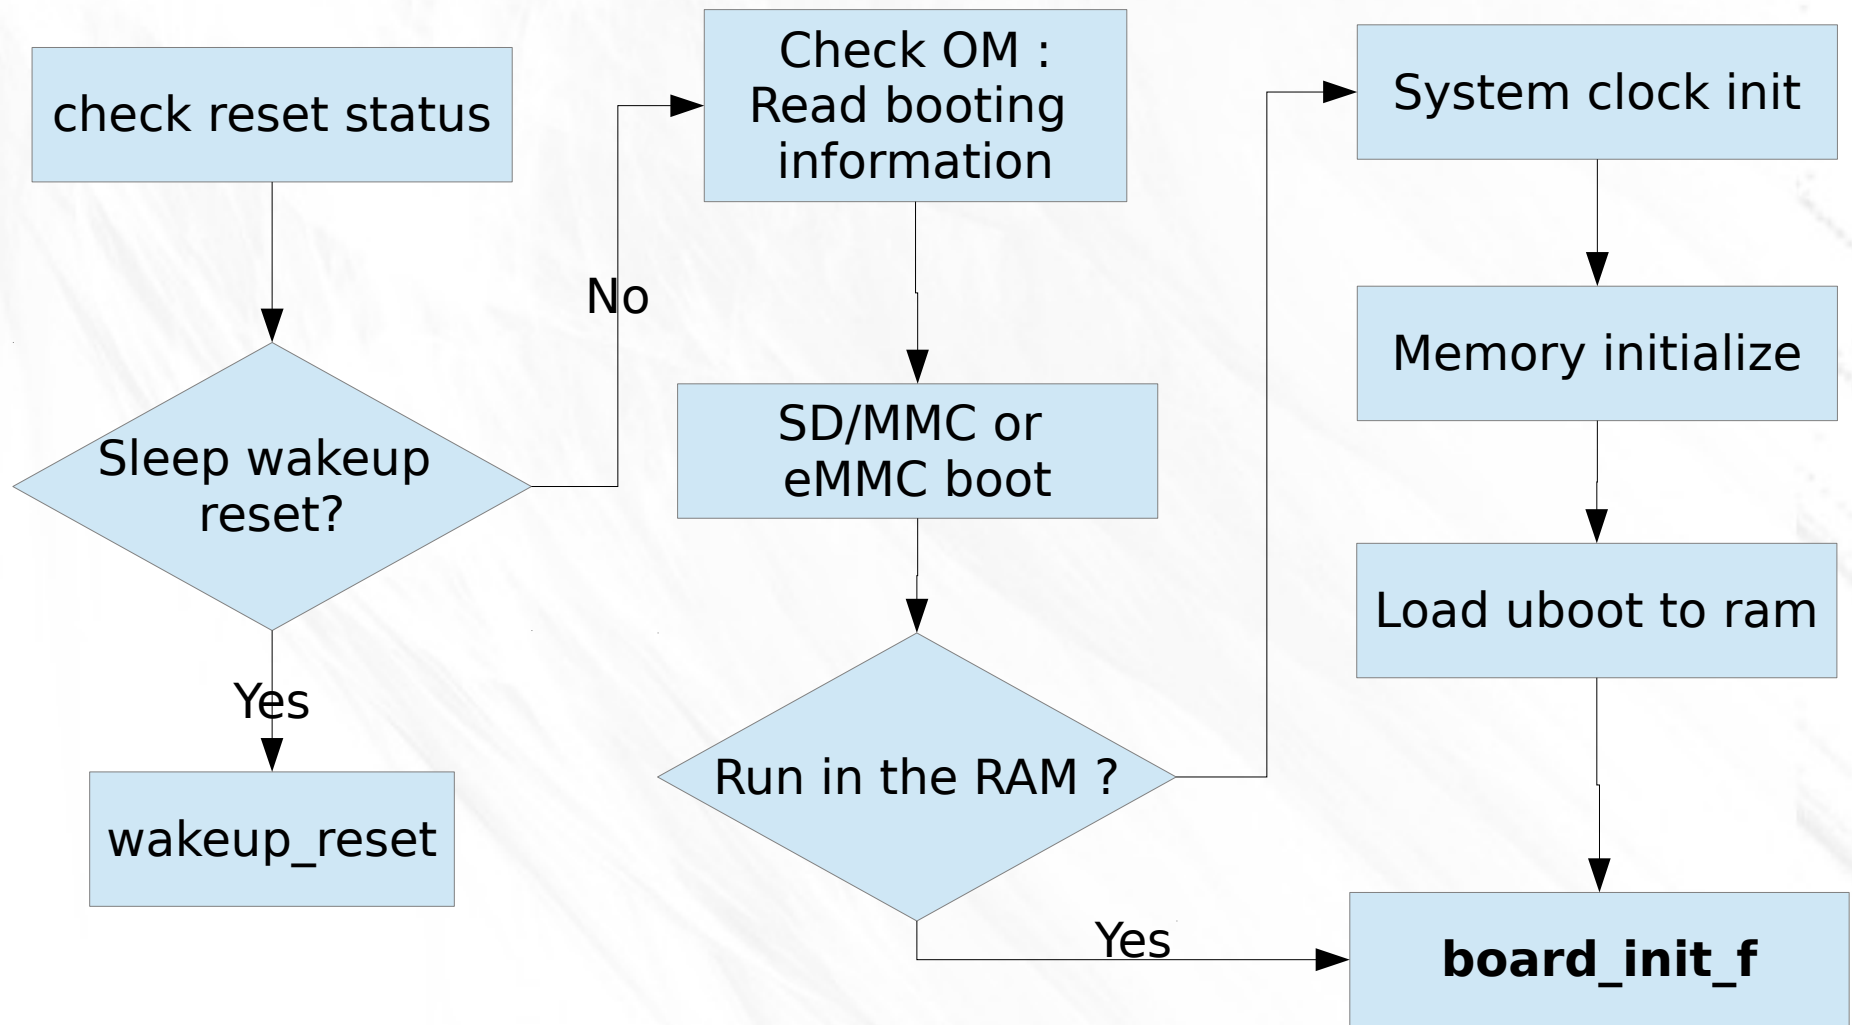 check reset status
Sleep wakeup
reset?
Yes
wakeup_reset
No
Check OM :
Read booting
information
SD/MMC or
eMMC boot
Run in the RAM ?
Yes
System clock init
Memory initialize
Load uboot to ram
board_init_f